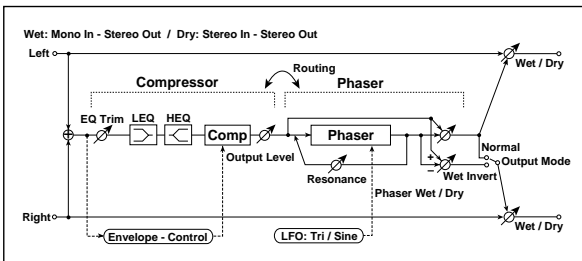 Wet: Mono In - Stereo Out / Dry: Stereo In - Stereo Out
Left
Wet / Dry
Routing
Compressor
Phaser
EQ Trim
LEQ
HEQ
Comp
Output Level
Phaser
Resonance
Normal
Output Mode
+
−
Wet Invert
Phaser Wet / Dry
Right
Wet / Dry
Envelope - Control
LFO: Tri / Sine